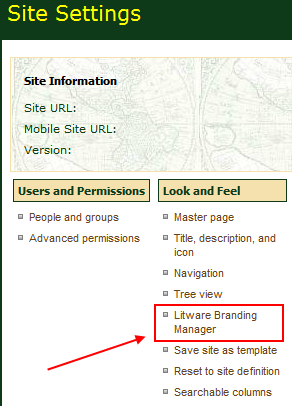 Site Settings
Site Information
Site URL:
Mobile Site URL:
Version:
Users and Permissions
People and groups
Advanced permissions
Look and Feel
Master page
Title, description, and
icon
Navigation
Tree view
Litware Branding
Manager
Save site as template
Reset to site definition
Searchable columns